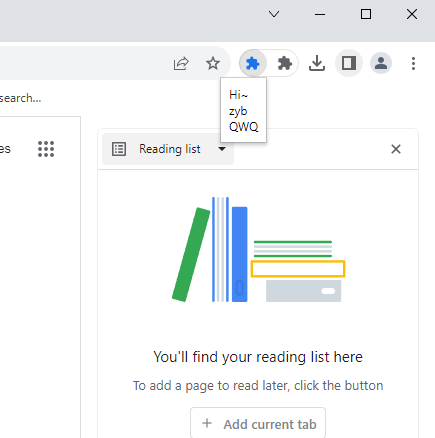 search...
es
Hi~
zyb
QWQ
Reading list
You'll find your reading list here
To add a page to read later, click the button
+ Add current tab